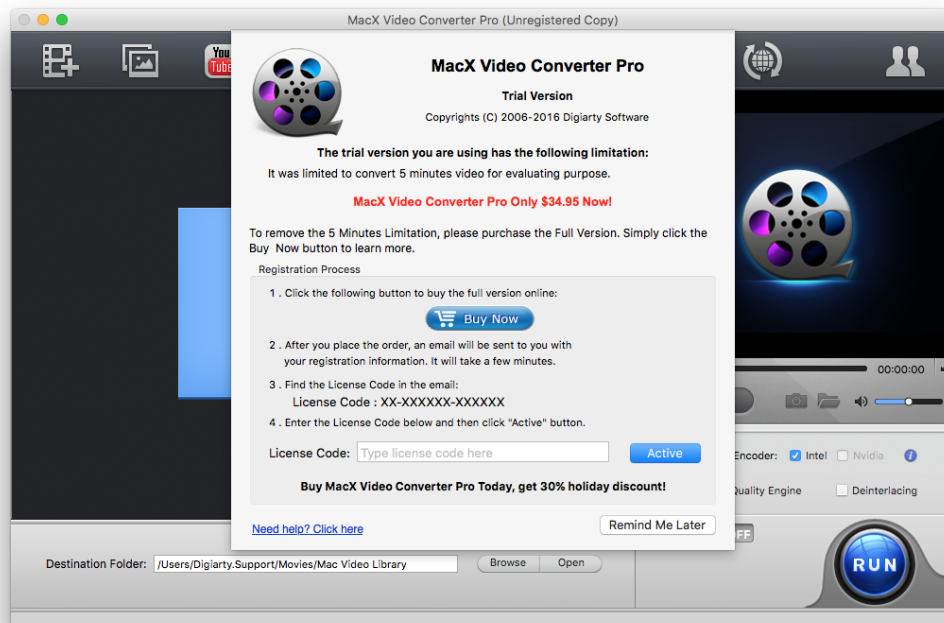 MacX Video Converter Pro (Unregistered Copy)
You
Tube
MacX Video Converter Pro
Trial Version
Copyrights (C) 2006-2016 Digiarty Software
The trial version you are using has the following limitation:
It was limited to convert 5 minutes video for evaluating purpose.
MacX Video Converter Pro Only $34.95 Now!
To remove the 5 Minutes Limitation, please purchase the Full Version. Simply click the
Buy Now button to learn more.
Registration Process
1 . Click the following button to buy the full version online:
Buy Now
2 . After you place the order, an email will be sent to you with
your registration information. It will take a few minutes.
3 . Find the License Code in the email:
License Code : XX-XXXXXX-XXXXXX
4 . Enter the License Code below and then click "Active" button.
License Code: Type license code here Active
Buy MacX Video Converter Pro Today, get 30% holiday discount!
Need help? Click here
Remind Me Later
00:00:00
Encoder: Intel Nvidia i
Quality Engine Deinterlacing
FF
Destination Folder: /Users/Digiarty.Support/Movies/Mac Video Library Browse Open
RUN